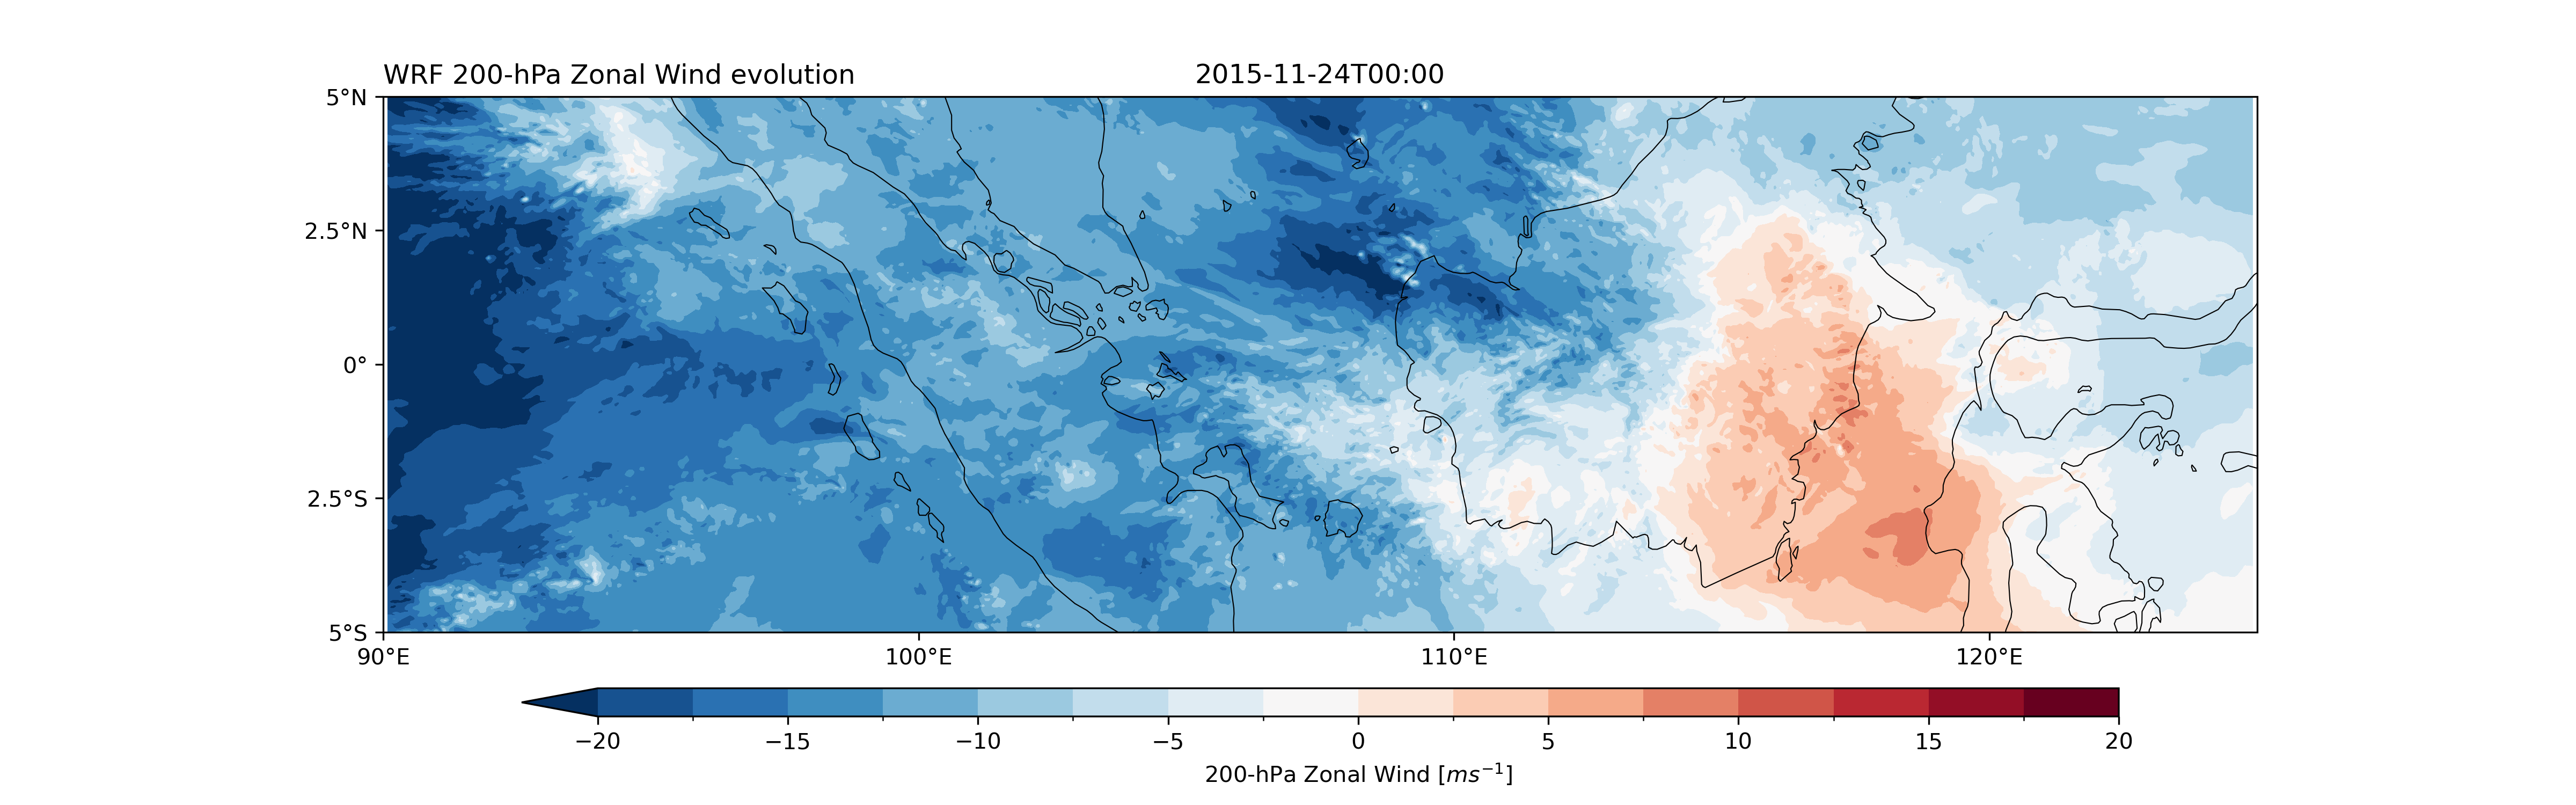 WRF 200-hPa Zonal Wind evolution 2015-11-24T00:00
5°N
2.5°N
0°
2.5°S
5°S
90°E 100°E 110°E 120°E
−20 −15 −10 −5 0 5 10 15 20
200-hPa Zonal Wind [ms⁻¹]